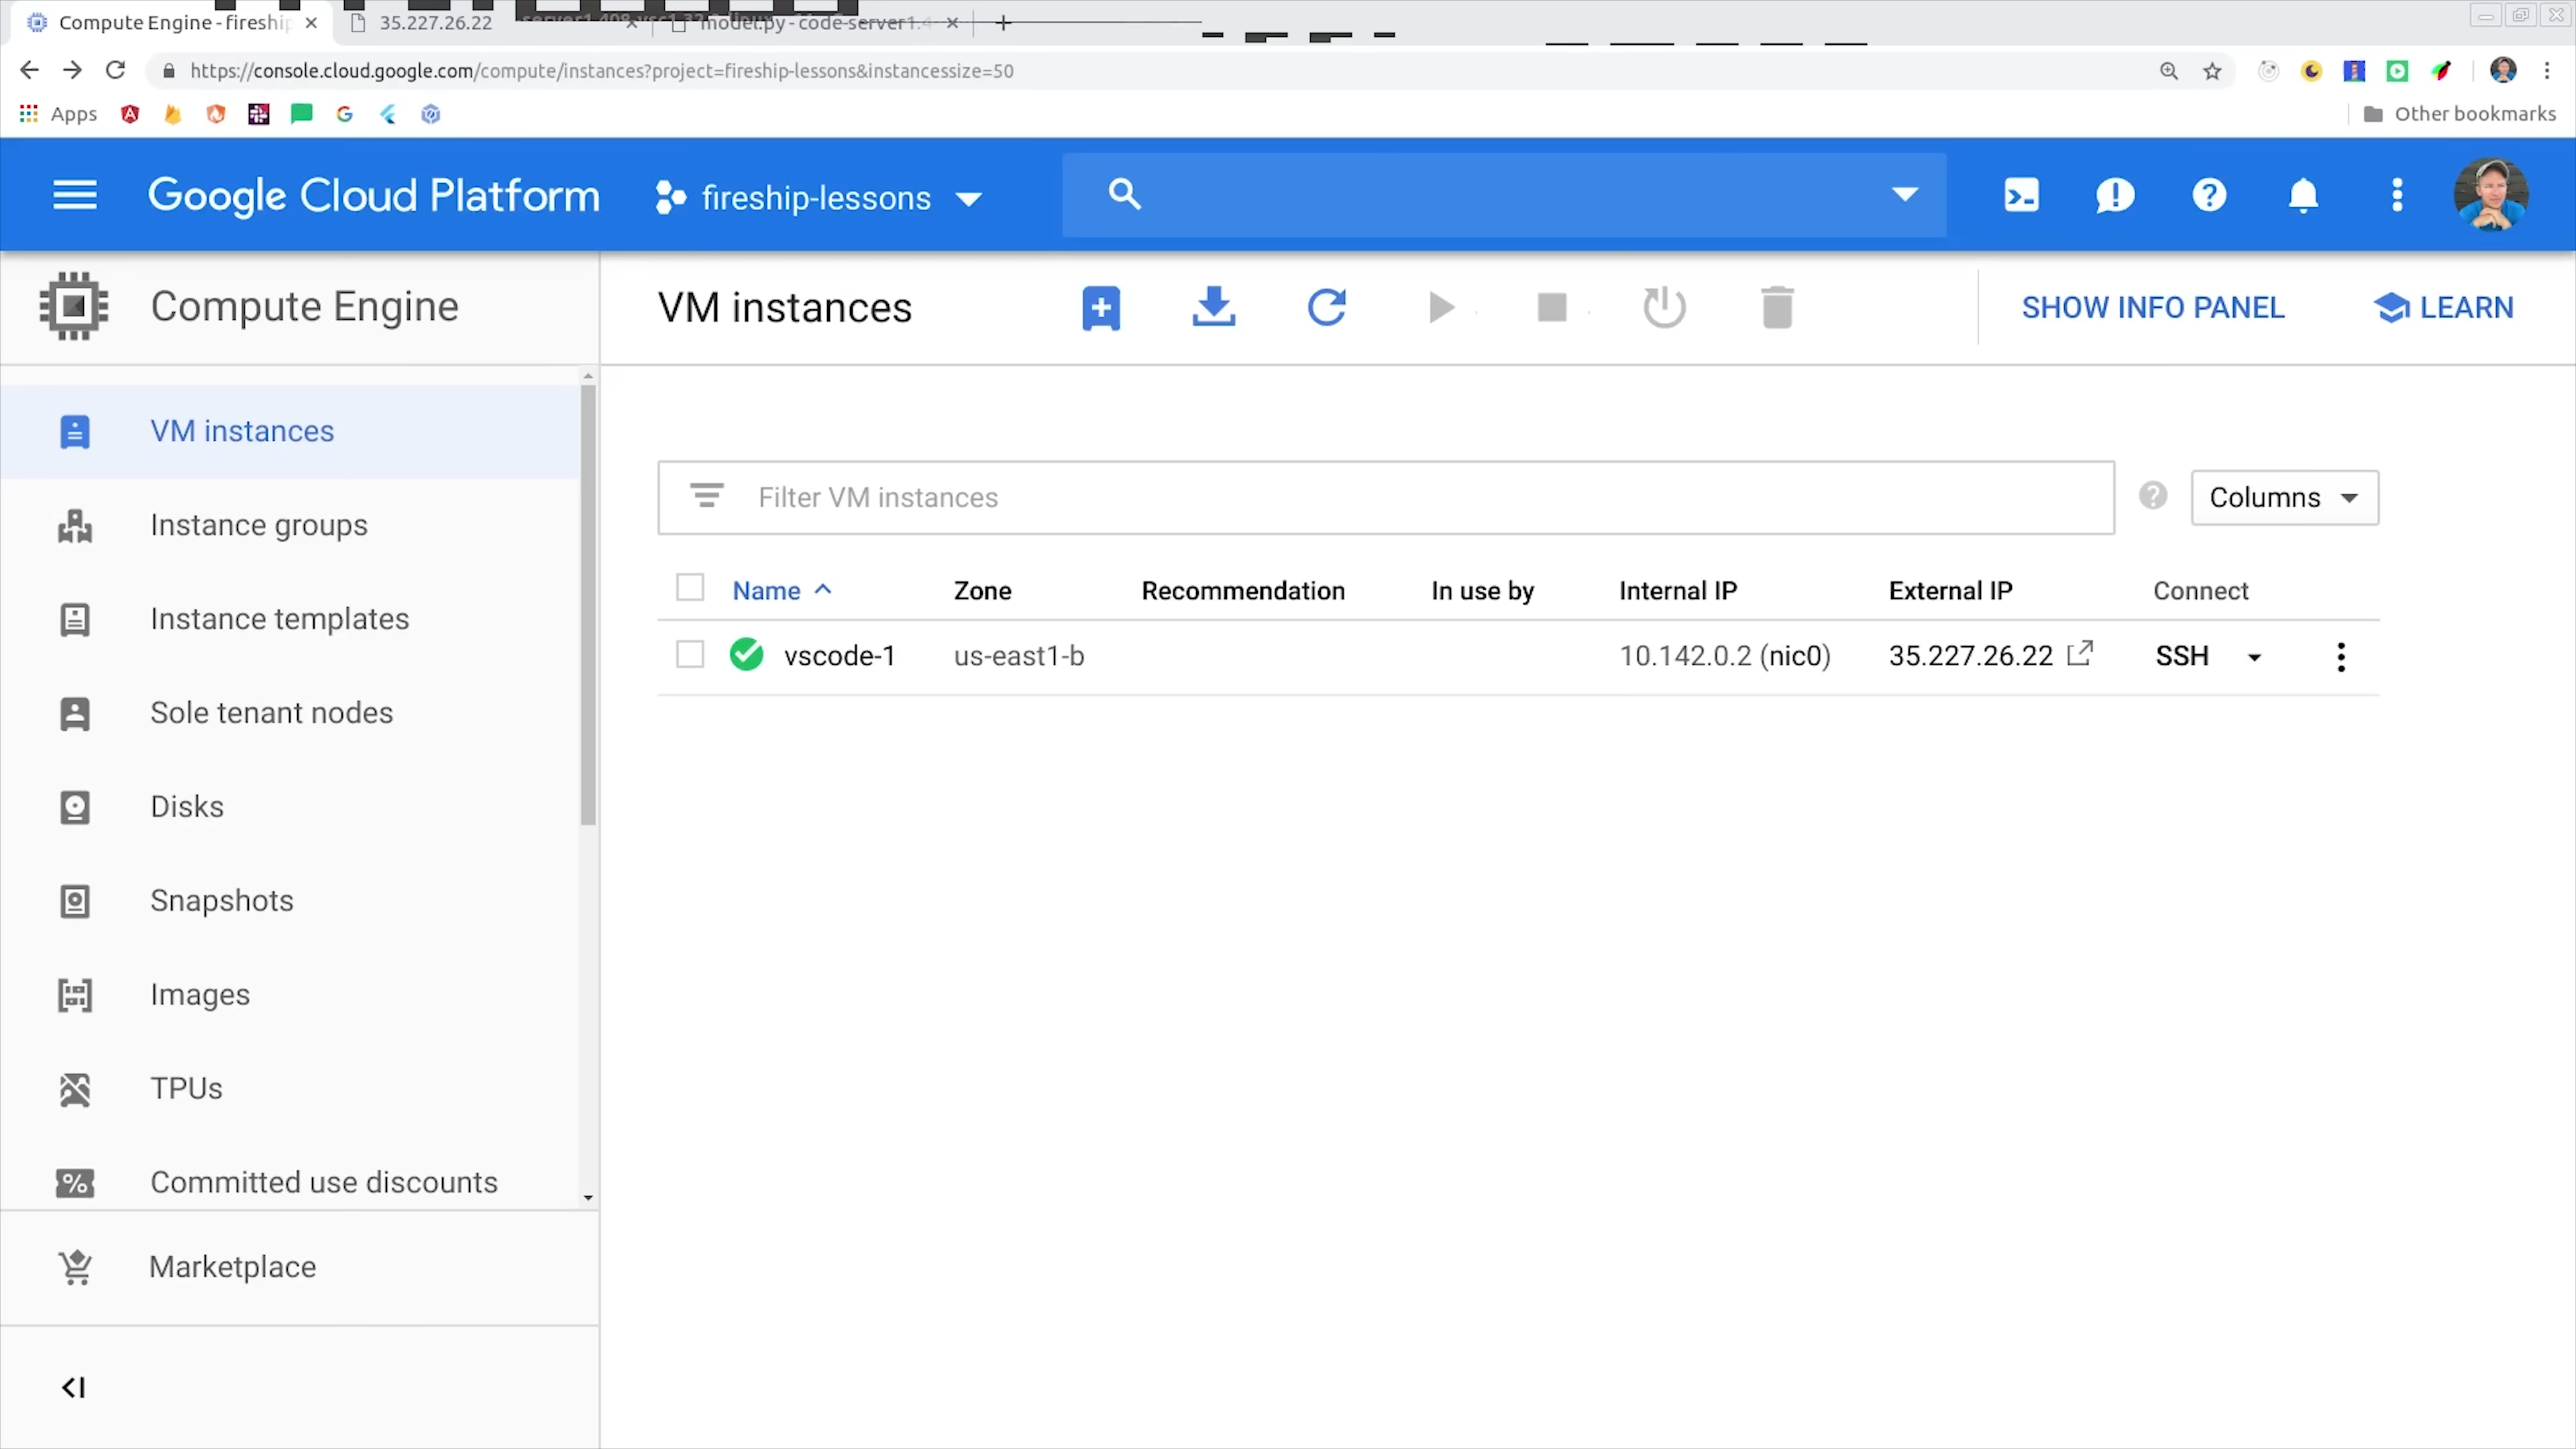 Compute Engine - fireship
35.227.26.22
model.py - code-server1.4
https://console.cloud.google.com/compute/instances?project=fireship-lessons&instancessize=50
Apps
Other bookmarks
Google Cloud Platform
fireship-lessons
Compute Engine
VM instances
SHOW INFO PANEL
LEARN
VM instances
Instance groups
Instance templates
Sole tenant nodes
Disks
Snapshots
Images
TPUs
Committed use discounts
Marketplace
Filter VM instances
Columns
Name Zone Recommendation In use by Internal IP External IP Connect
vscode-1 us-east1-b 10.142.0.2 (nic0) 35.227.26.22 SSH